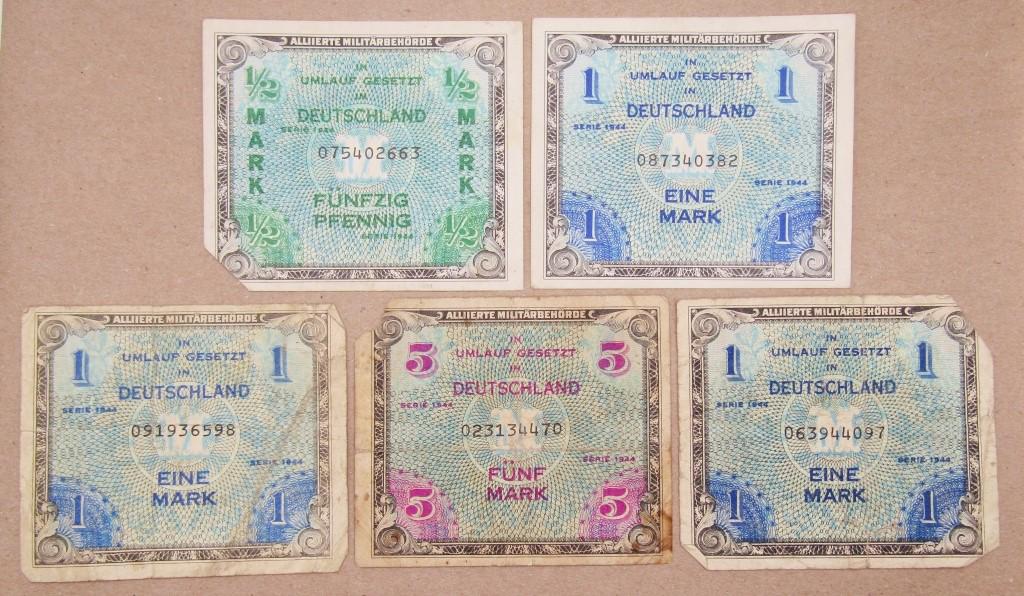 ALLIIERTE MILITÄRBEHÖRDE
IN
UMLAUF GESETZT
IN
DEUTSCHLAND
SERIE 1944
1/2 1/2
MARK MARK
M
075402663
FÜNFZIG
PFENNIG
SERIE 1944
1/2 1/2
ALLIIERTE MILITÄRBEHÖRDE
IN
1 UMLAUF GESETZT 1
IN
DEUTSCHLAND
SERIE 1944
M
087340382
SERIE 1944
EINE
MARK
1 1
ALLIIERTE MILITÄRBEHÖRDE
IN
1 UMLAUF GESETZT 1
IN
DEUTSCHLAND
SERIE 1944
M
091936598
SERIE 1944
EINE
MARK
1 1
ALLIIERTE MILITÄRBEHÖRDE
IN
5 UMLAUF GESETZT 5
IN
DEUTSCHLAND
SERIE 1944
M
023134470
SERIE 1944
FÜNF
MARK
5 5
ALLIIERTE MILITÄRBEHÖRDE
IN
1 UMLAUF GESETZT 1
IN
DEUTSCHLAND
SERIE 1944
M
063944097
SERIE 1944
EINE
MARK
1 1